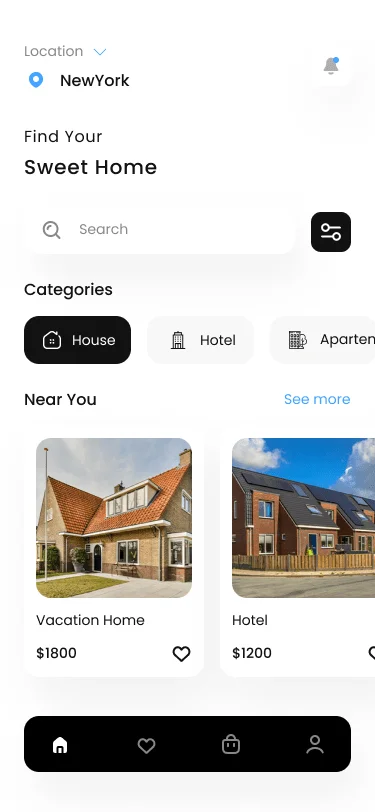 Location
NewYork
Find Your
Sweet Home
Search
Categories
House
Hotel
Aparten
Near You
See more
Vacation Home
Hotel
$1800
$1200